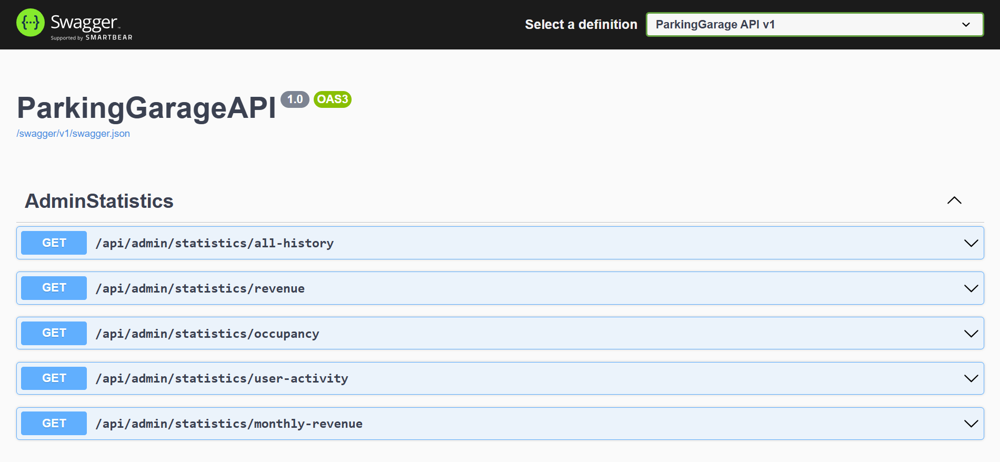 Swagger™
Supported by SMARTBEAR
Select a definition
ParkingGarage API v1
ParkingGarageAPI 1.0 OAS3
/swagger/v1/swagger.json
AdminStatistics
GET /api/admin/statistics/all-history
GET /api/admin/statistics/revenue
GET /api/admin/statistics/occupancy
GET /api/admin/statistics/user-activity
GET /api/admin/statistics/monthly-revenue